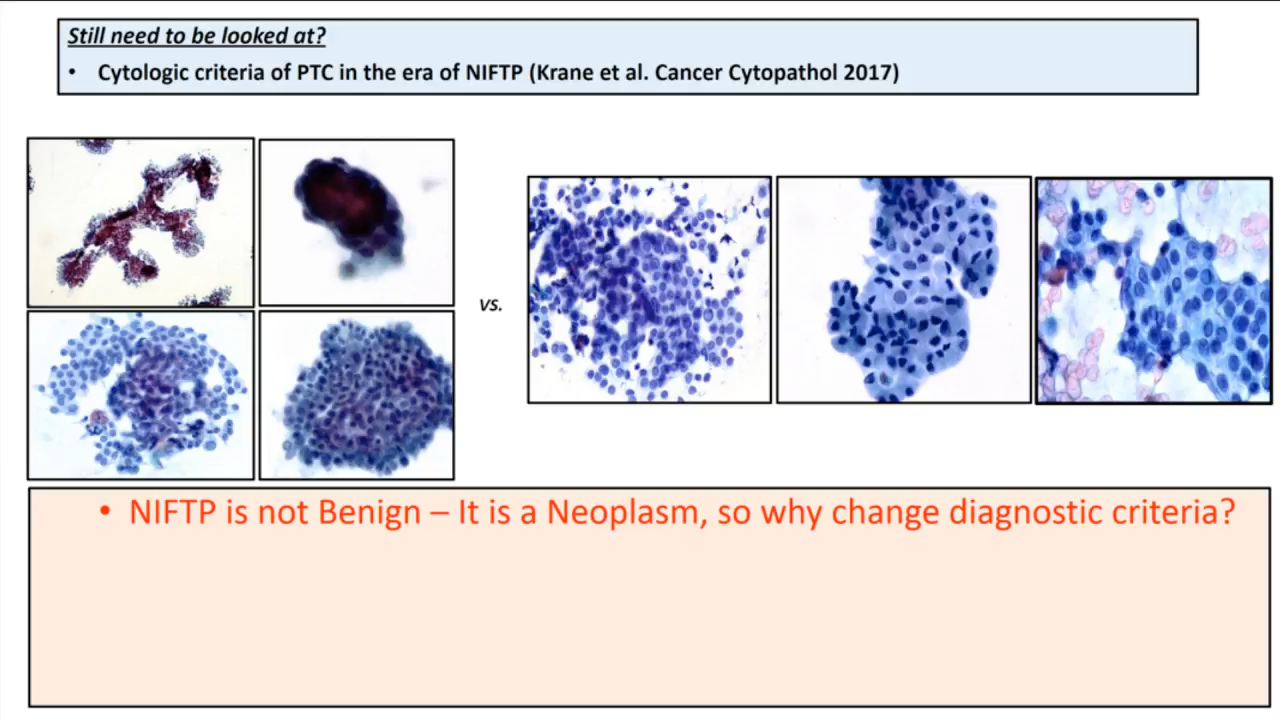 Still need to be looked at?
• Cytologic criteria of PTC in the era of NIFTP (Krane et al. Cancer Cytopathol 2017)
vs.
• NIFTP is not Benign – It is a Neoplasm, so why change diagnostic criteria?